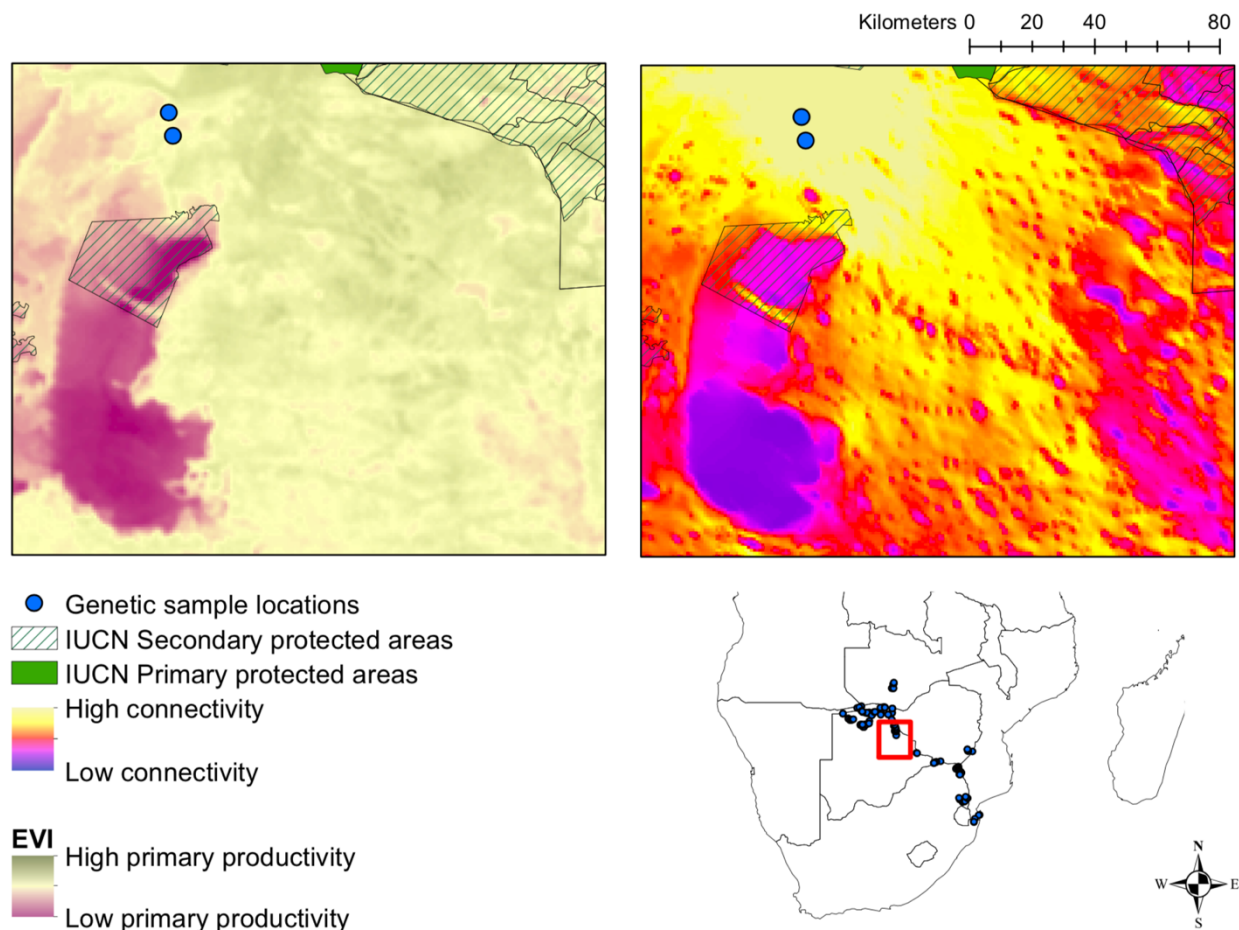 Kilometers 0 20 40 80
Genetic sample locations
IUCN Secondary protected areas
IUCN Primary protected areas
High connectivity
Low connectivity
EVI
High primary productivity
Low primary productivity
N
W E
S